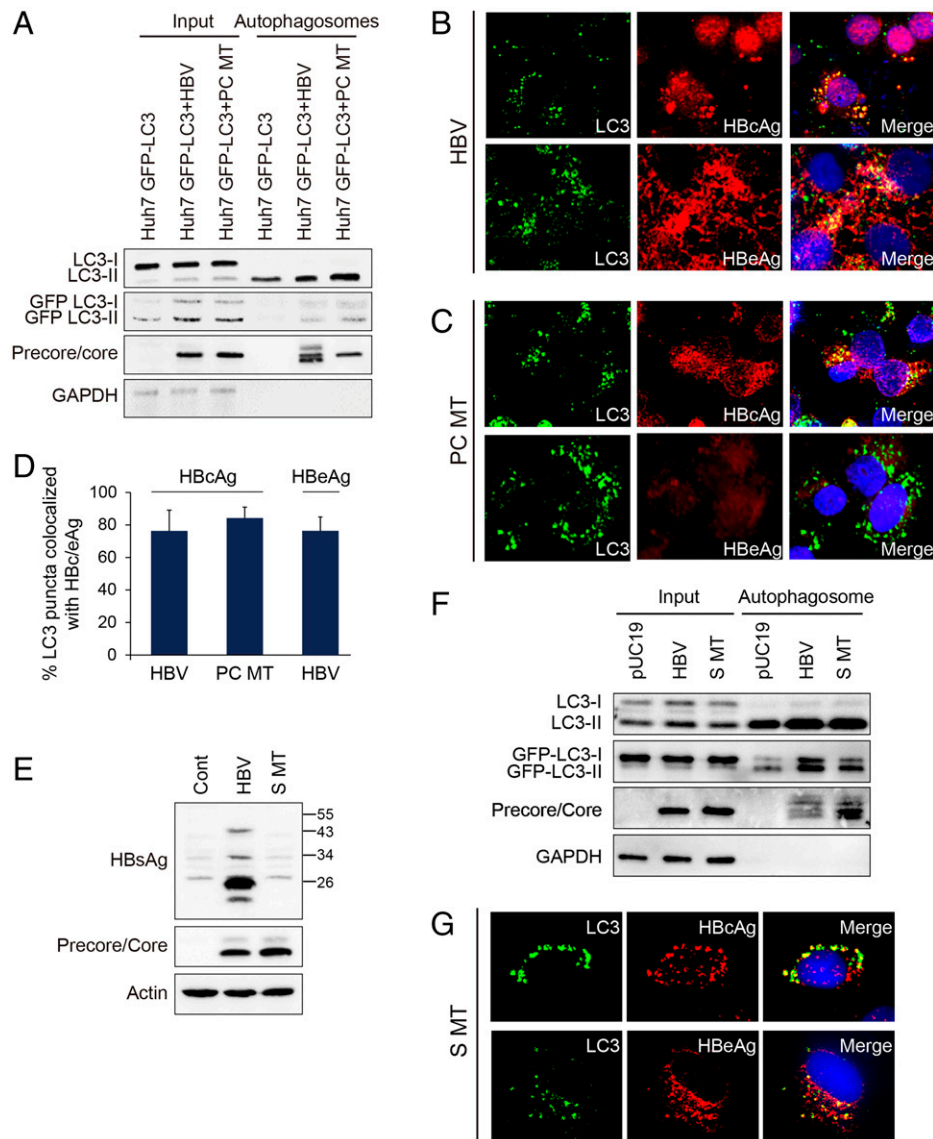 A
Input Autophagosomes
Huh7 GFP-LC3
Huh7 GFP-LC3+HBV
Huh7 GFP-LC3+PC MT
Huh7 GFP-LC3
Huh7 GFP-LC3+HBV
Huh7 GFP-LC3+PC MT
LC3-I
LC3-II
GFP LC3-I
GFP LC3-II
Precore/core
GAPDH
B
HBV
LC3 HBcAg Merge
LC3 HBeAg Merge
C
PC MT
LC3 HBcAg Merge
LC3 HBeAg Merge
D
HBcAg HBeAg
% LC3 puncta colocalized
with HBc/eAg
100
80
60
40
20
0
HBV PC MT HBV
E
Cont HBV S MT
HBsAg
55
43
34
26
Precore/Core
Actin
F
Input Autophagosome
pUC19 HBV S MT pUC19 HBV S MT
LC3-I
LC3-II
GFP-LC3-I
GFP-LC3-II
Precore/Core
GAPDH
G
S MT
LC3 HBcAg Merge
LC3 HBeAg Merge